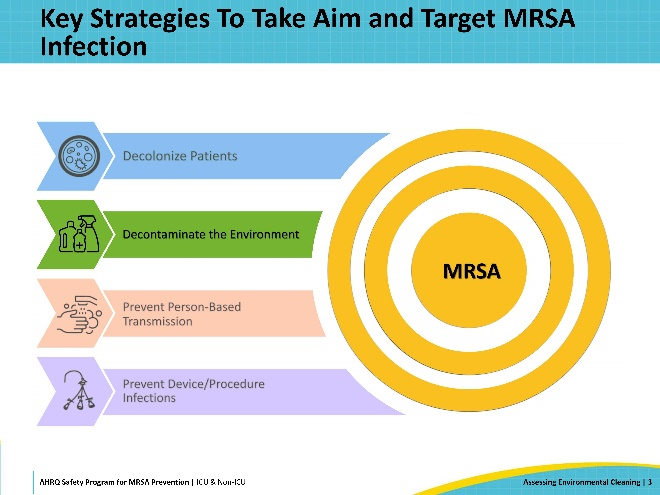 Key Strategies To Take Aim and Target MRSA
Infection
Decolonize Patients
Decontaminate the Environment
Prevent Person-Based
Transmission
Prevent Device/Procedure
Infections
MRSA
AHRQ Safety Program for MRSA Prevention | ICU & Non-ICU
Assessing Environmental Cleaning | 3